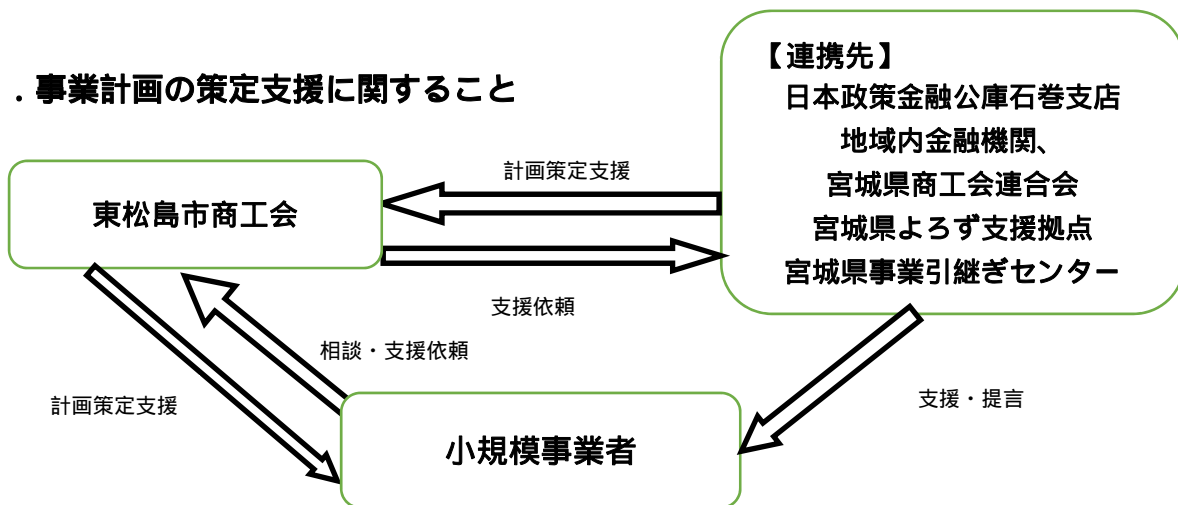 ．事業計画の策定支援に関すること
【連携先】
日本政策金融公庫石巻支店
地域内金融機関、
宮城県商工会連合会
宮城県よろず支援拠点
宮城県事業引継ぎセンター
計画策定支援
東松島市商工会
支援依頼
相談・支援依頼
計画策定支援
支援・提言
小規模事業者